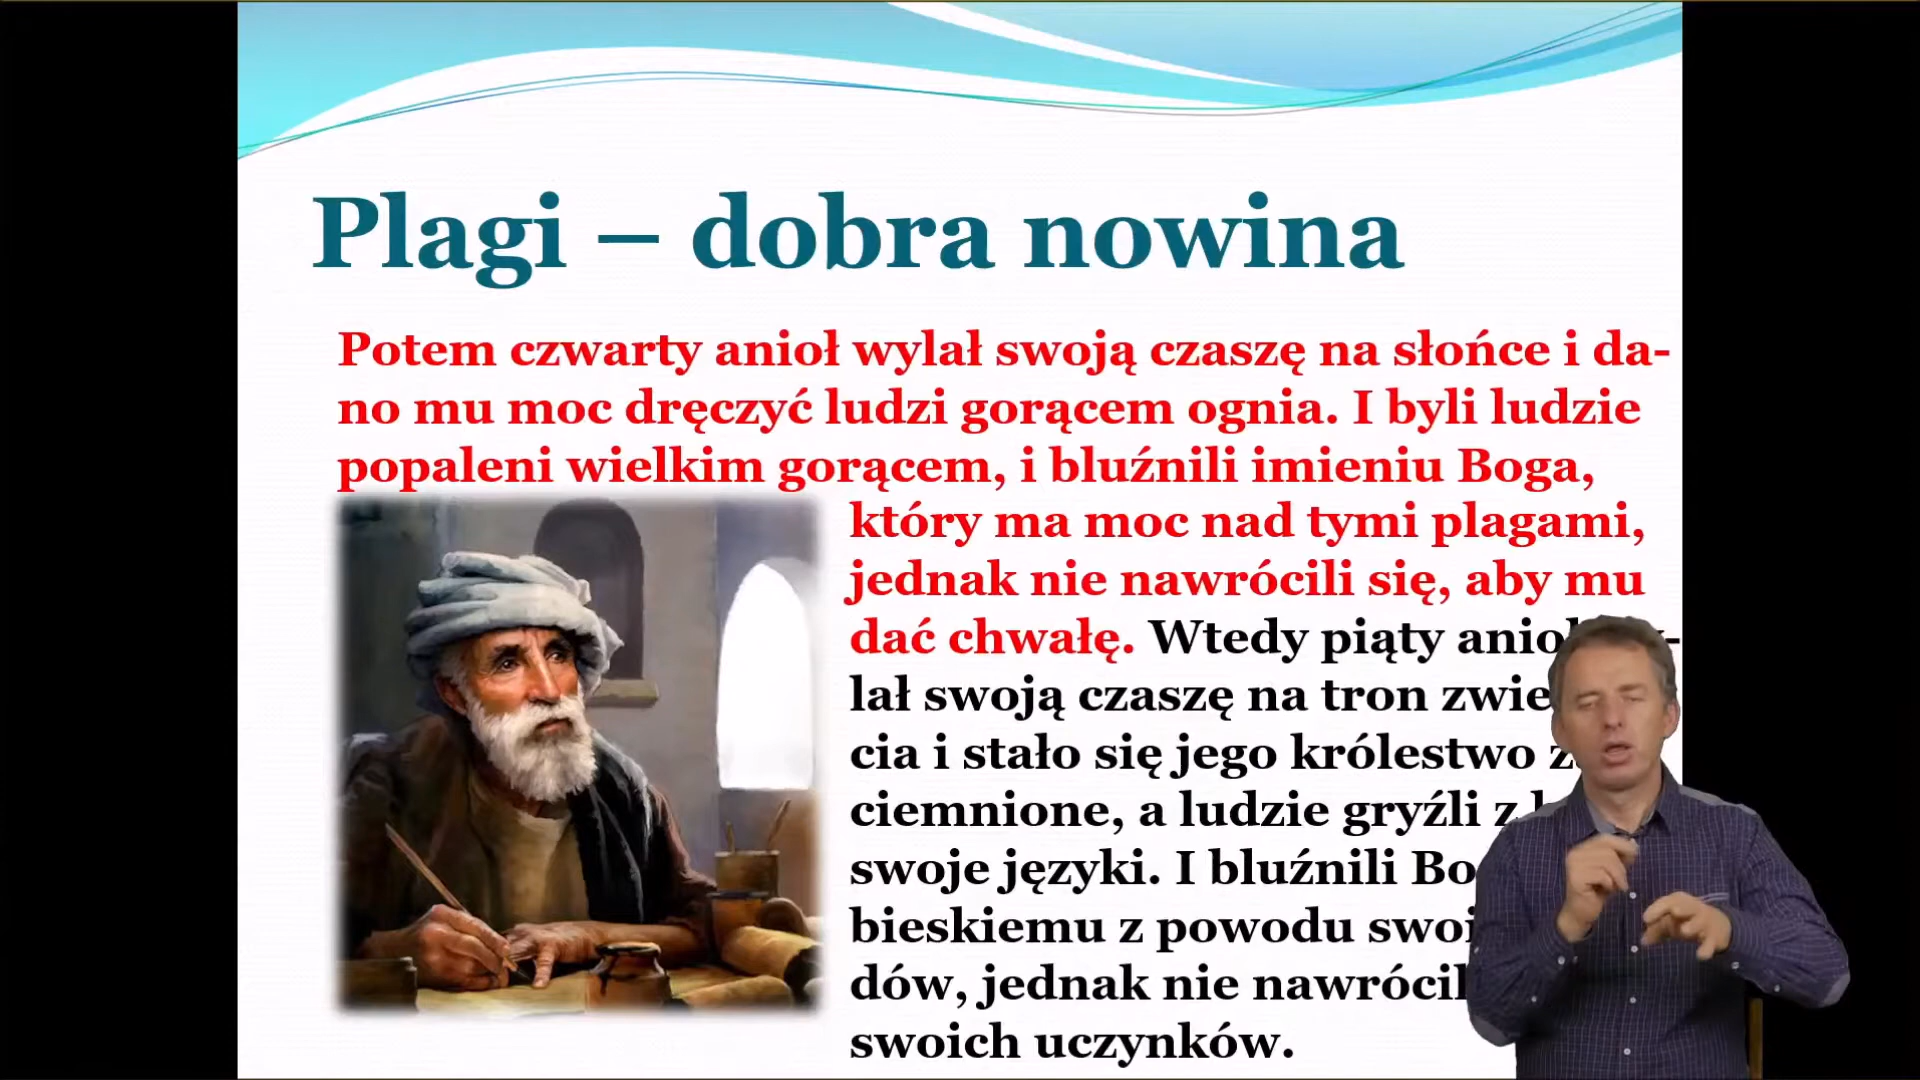 Plagi – dobra nowina
Potem czwarty anioł wylał swoją czaszę na słońce i da-
no mu moc dręczyć ludzi gorącem ognia. I byli ludzie
popaleni wielkim gorącem, i bluźnili imieniu Boga,
który ma moc nad tymi plagami,
jednak nie nawrócili się, aby mu
dać chwałę. Wtedy piąty anioł
lał swoją czaszę na tron zwie
cia i stało się jego królestwo
ciemnione, a ludzie gryźli z
swoje języki. I bluźnili Bo
bieskiemu z powodu swoi
dów, jednak nie nawrócil
swoich uczynków.